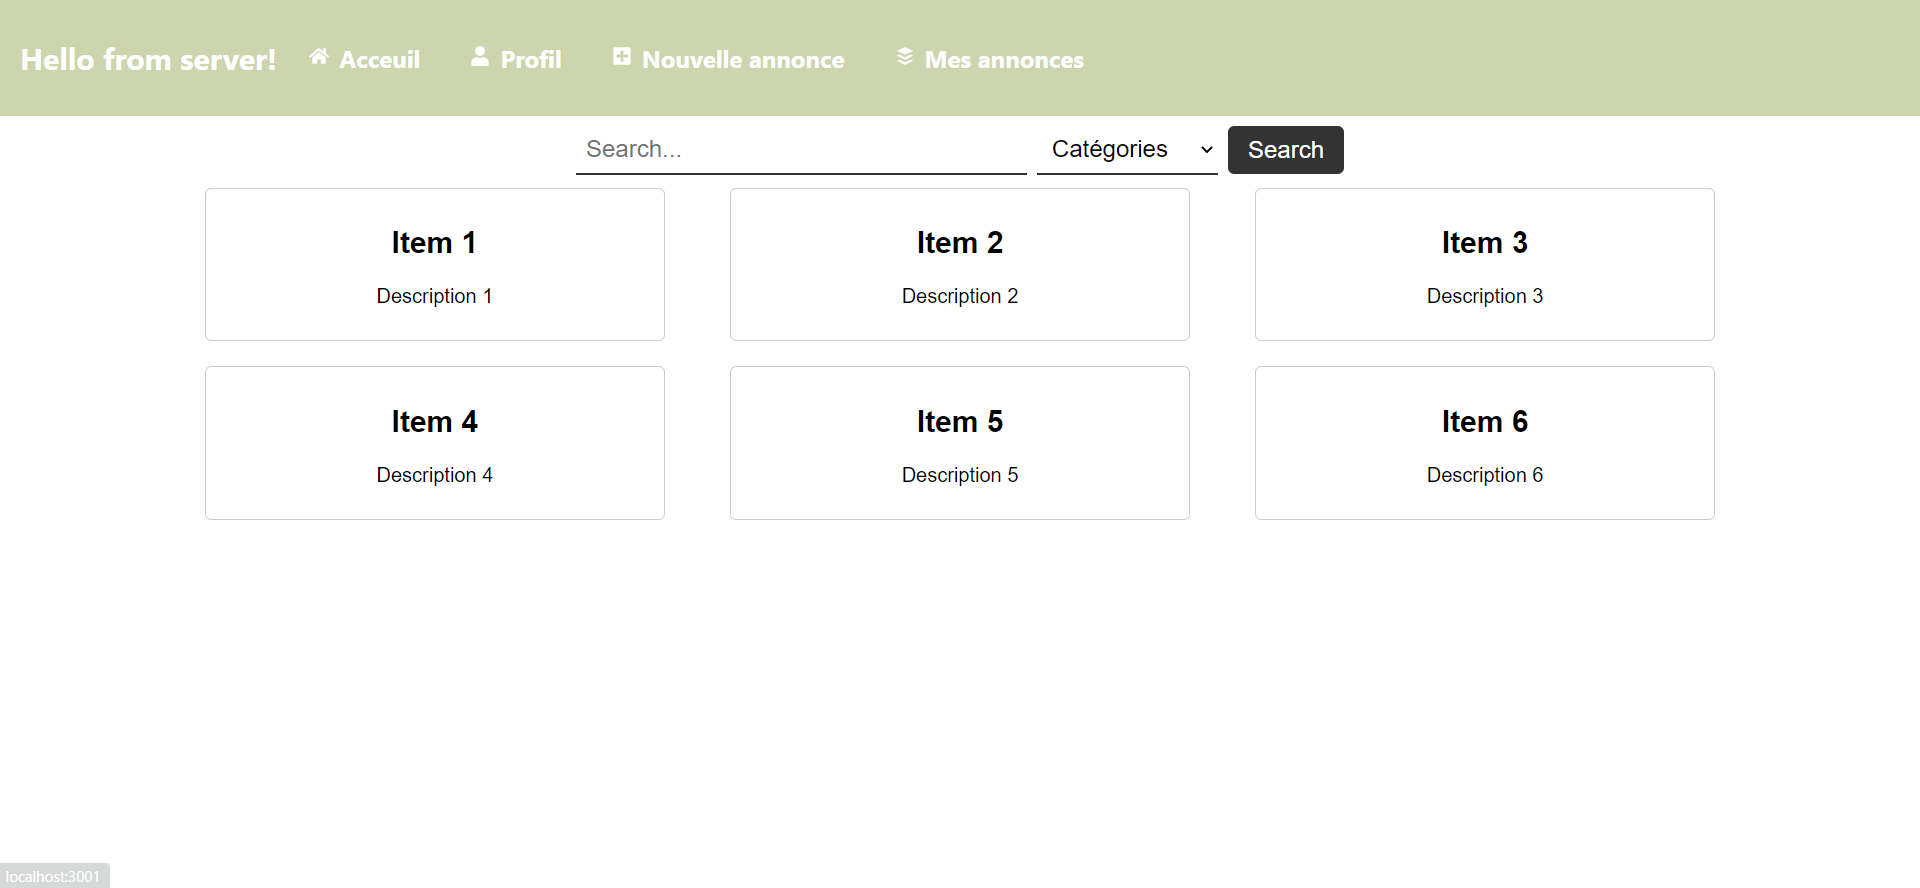 Hello from server! Acceuil Profil Nouvelle annonce Mes annonces
Search... Catégories Search
Item 1 Item 2 Item 3
Description 1 Description 2 Description 3
Item 4 Item 5 Item 6
Description 4 Description 5 Description 6
localhost:3001